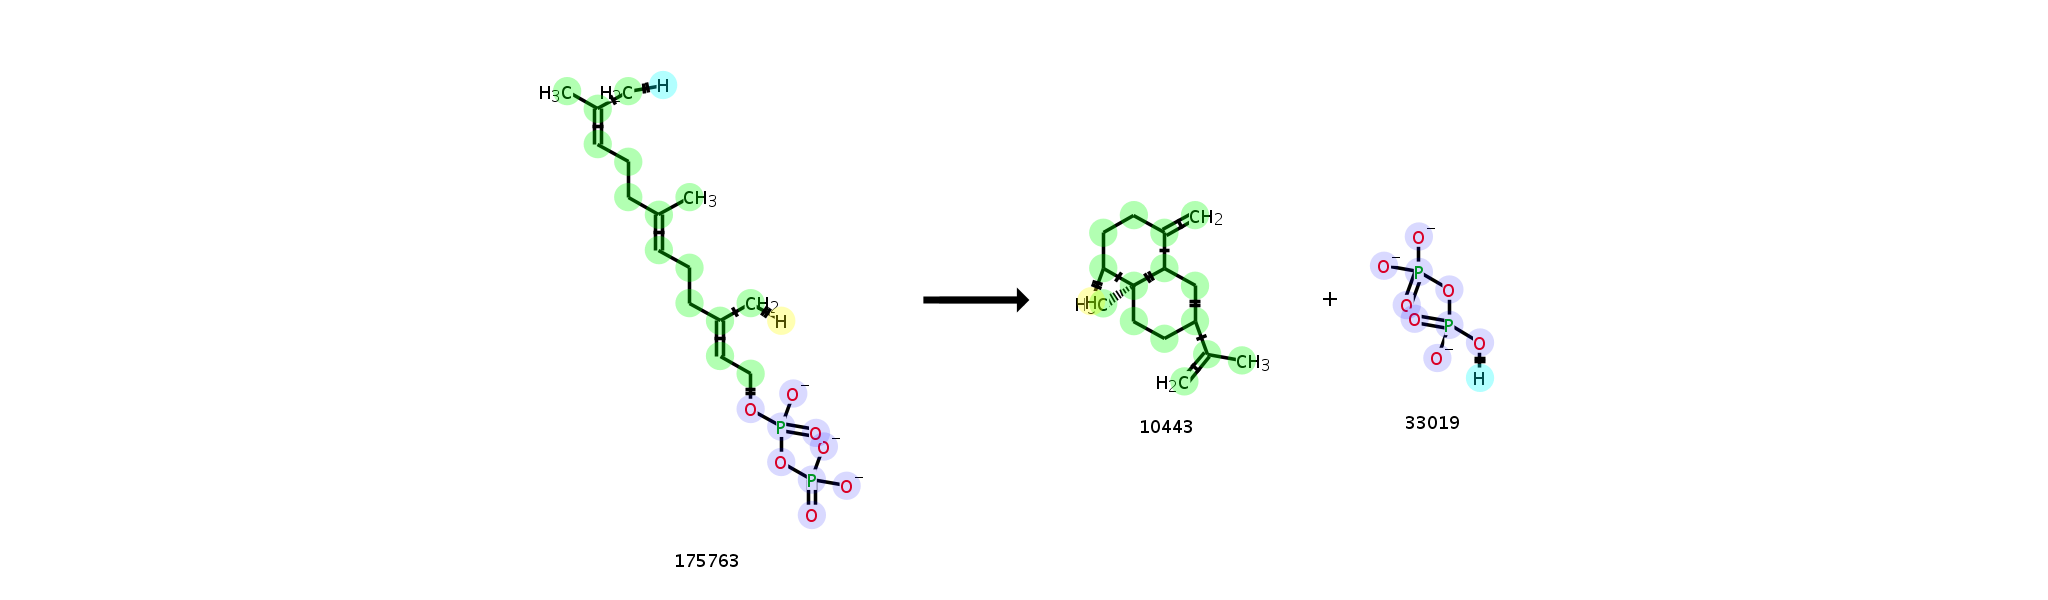 H3C H2C H
CH3
CH2
H
O O−
P O O−
O P O−
O
175763
CH2
H H3C
CH3
H2C
10443
+
O−
O− P O
O O P O
O− H
33019